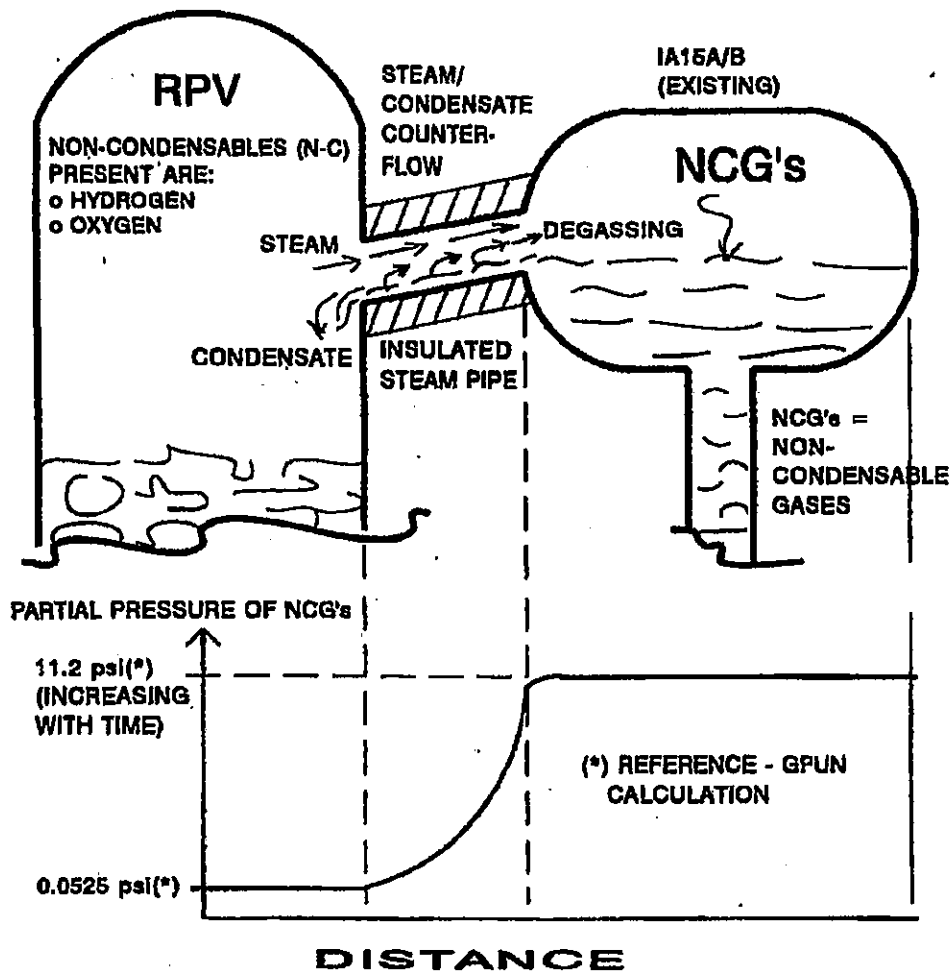 RPV
NON-CONDENSABLES (N-C)
PRESENT ARE:
o HYDROGEN
o OXYGEN
STEAM/
CONDENSATE
COUNTER-
FLOW
IA15A/B
(EXISTING)
NCG's
STEAM
DEGASSING
CONDENSATE
INSULATED
STEAM PIPE
NCG's =
NON-
CONDENSABLE
GASES
PARTIAL PRESSURE OF NCG's
11.2 psi(*)
(INCREASING
WITH TIME)
(*) REFERENCE - GPUN
CALCULATION
0.0525 psi(*)
DISTANCE